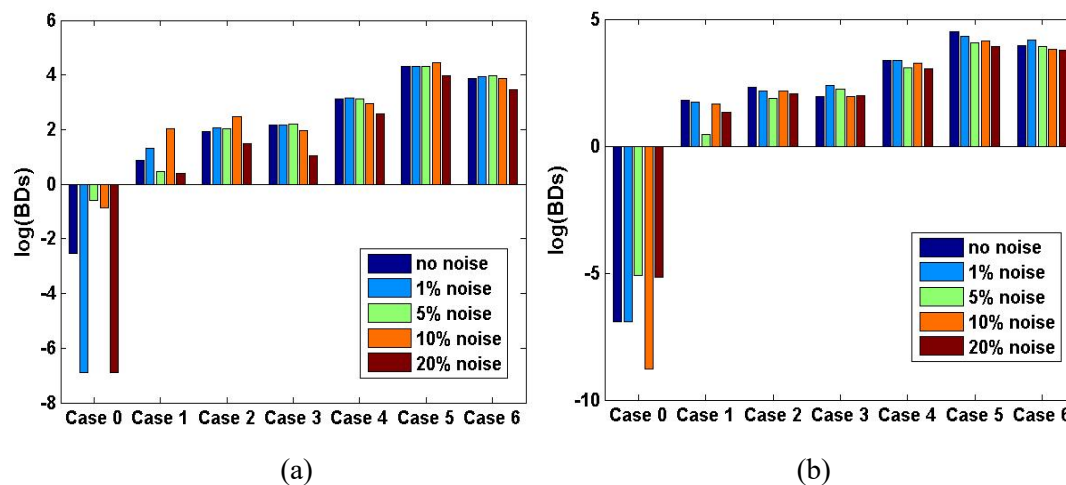 6
4
2
0
-2
-4
-6
-8
log(BDs)
no noise
1% noise
5% noise
10% noise
20% noise
Case 0 Case 1 Case 2 Case 3 Case 4 Case 5 Case 6
(a)
5
0
-5
-10
log(BDs)
no noise
1% noise
5% noise
10% noise
20% noise
Case 0 Case 1 Case 2 Case 3 Case 4 Case 5 Case 6
(b)